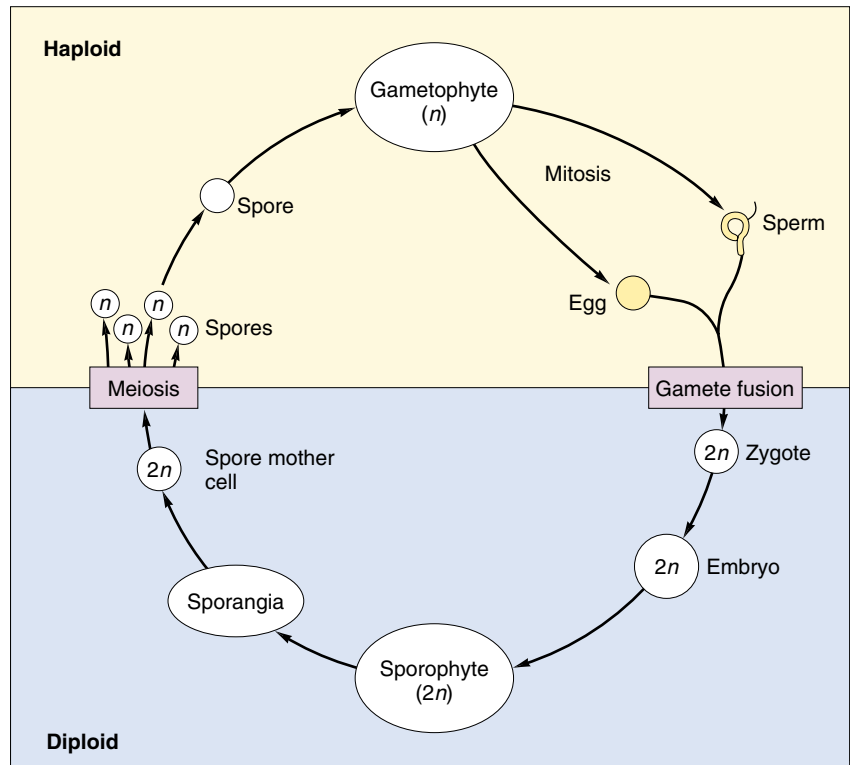 Haploid
Gametophyte
(n)
Mitosis
Spore
Sperm
Egg
n
n
n
n
Spores
Meiosis
Gamete fusion
2n
Spore mother
cell
2n
Zygote
2n
Embryo
Sporangia
Sporophyte
(2n)
Diploid